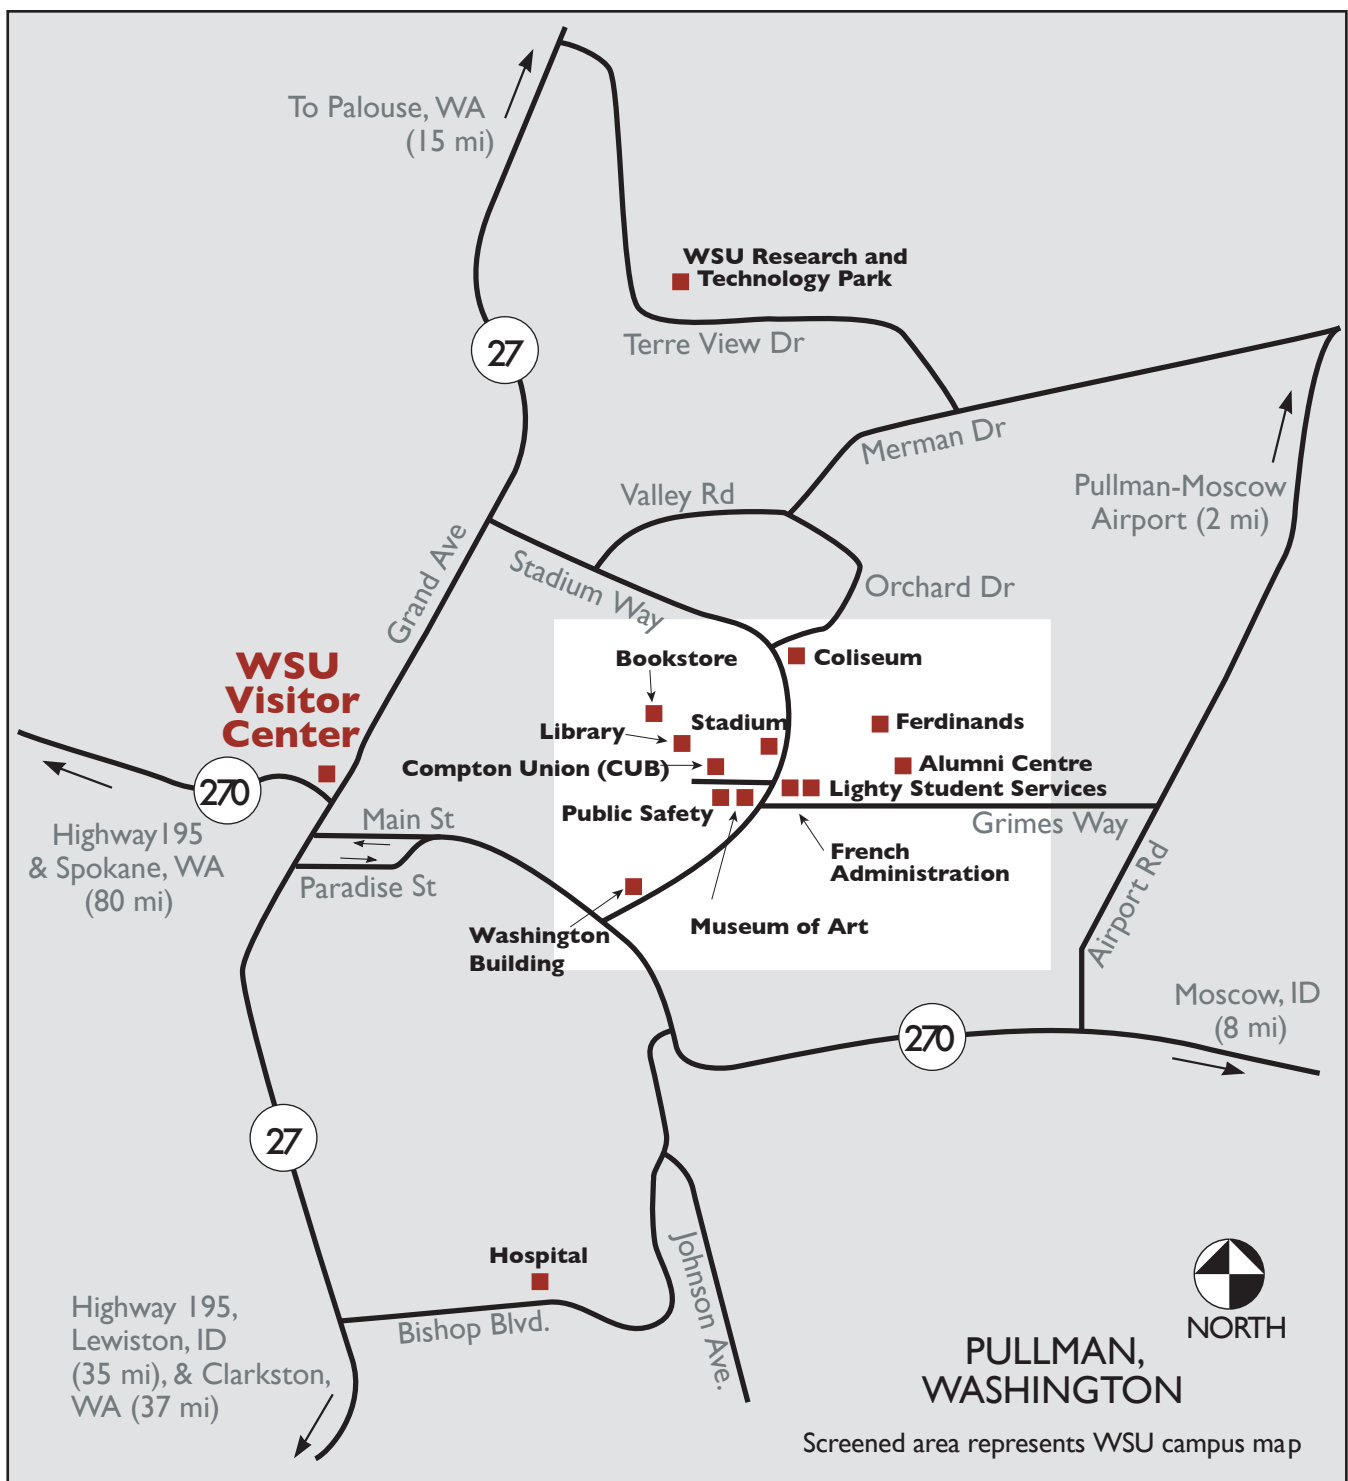 To Palouse, WA
(15 mi)
WSU Research and
Technology Park
27
Terre View Dr
Merman Dr
Valley Rd
Pullman-Moscow
Airport (2 mi)
Grand Ave
Stadium Way
Orchard Dr
WSU
Visitor
Center
Bookstore
Coliseum
Library
Stadium
Ferdinands
Compton Union (CUB)
Alumni Centre
270
Lighty Student Services
Public Safety
Main St
Grimes Way
Highway195
& Spokane, WA
(80 mi)
French
Administration
Paradise St
Airport Rd
Museum of Art
Washington
Building
Moscow, ID
(8 mi)
270
27
Hospital
Johnson Ave.
Bishop Blvd.
Highway 195,
Lewiston, ID
(35 mi), & Clarkston,
WA (37 mi)
NORTH
PULLMAN,
WASHINGTON
Screened area represents WSU campus map